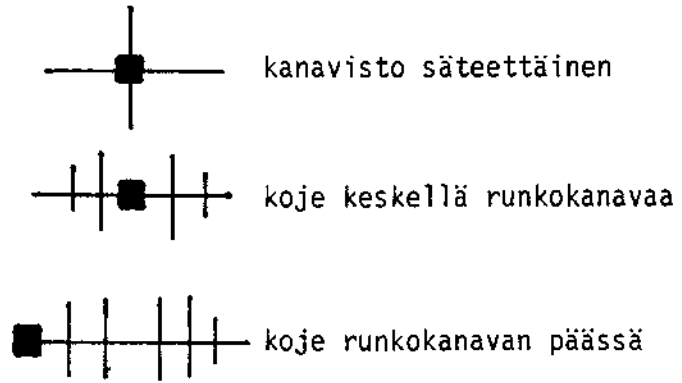 kanavisto säteettäinen
koje keskellä runkokanavaa
koje runkokanavan päässä